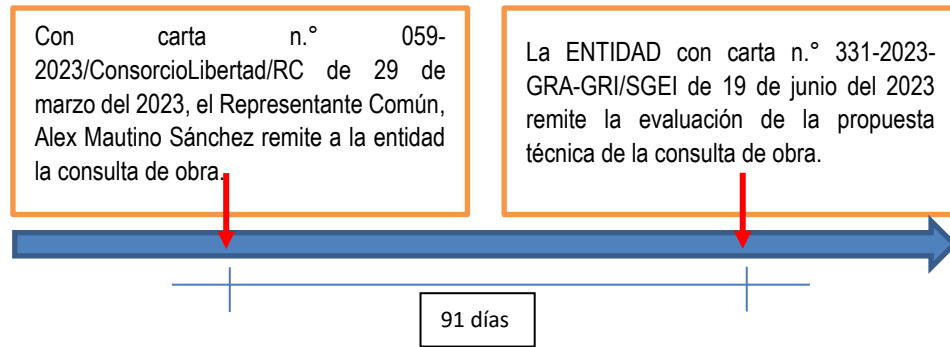 Con carta n.° 059-
2023/ConsorcioLibertad/RC de 29 de
marzo del 2023, el Representante Común,
Alex Mautino Sánchez remite a la entidad
la consulta de obra.
La ENTIDAD con carta n.° 331-2023-
GRA-GRI/SGEI de 19 de junio del 2023
remite la evaluación de la propuesta
técnica de la consulta de obra.
91 días